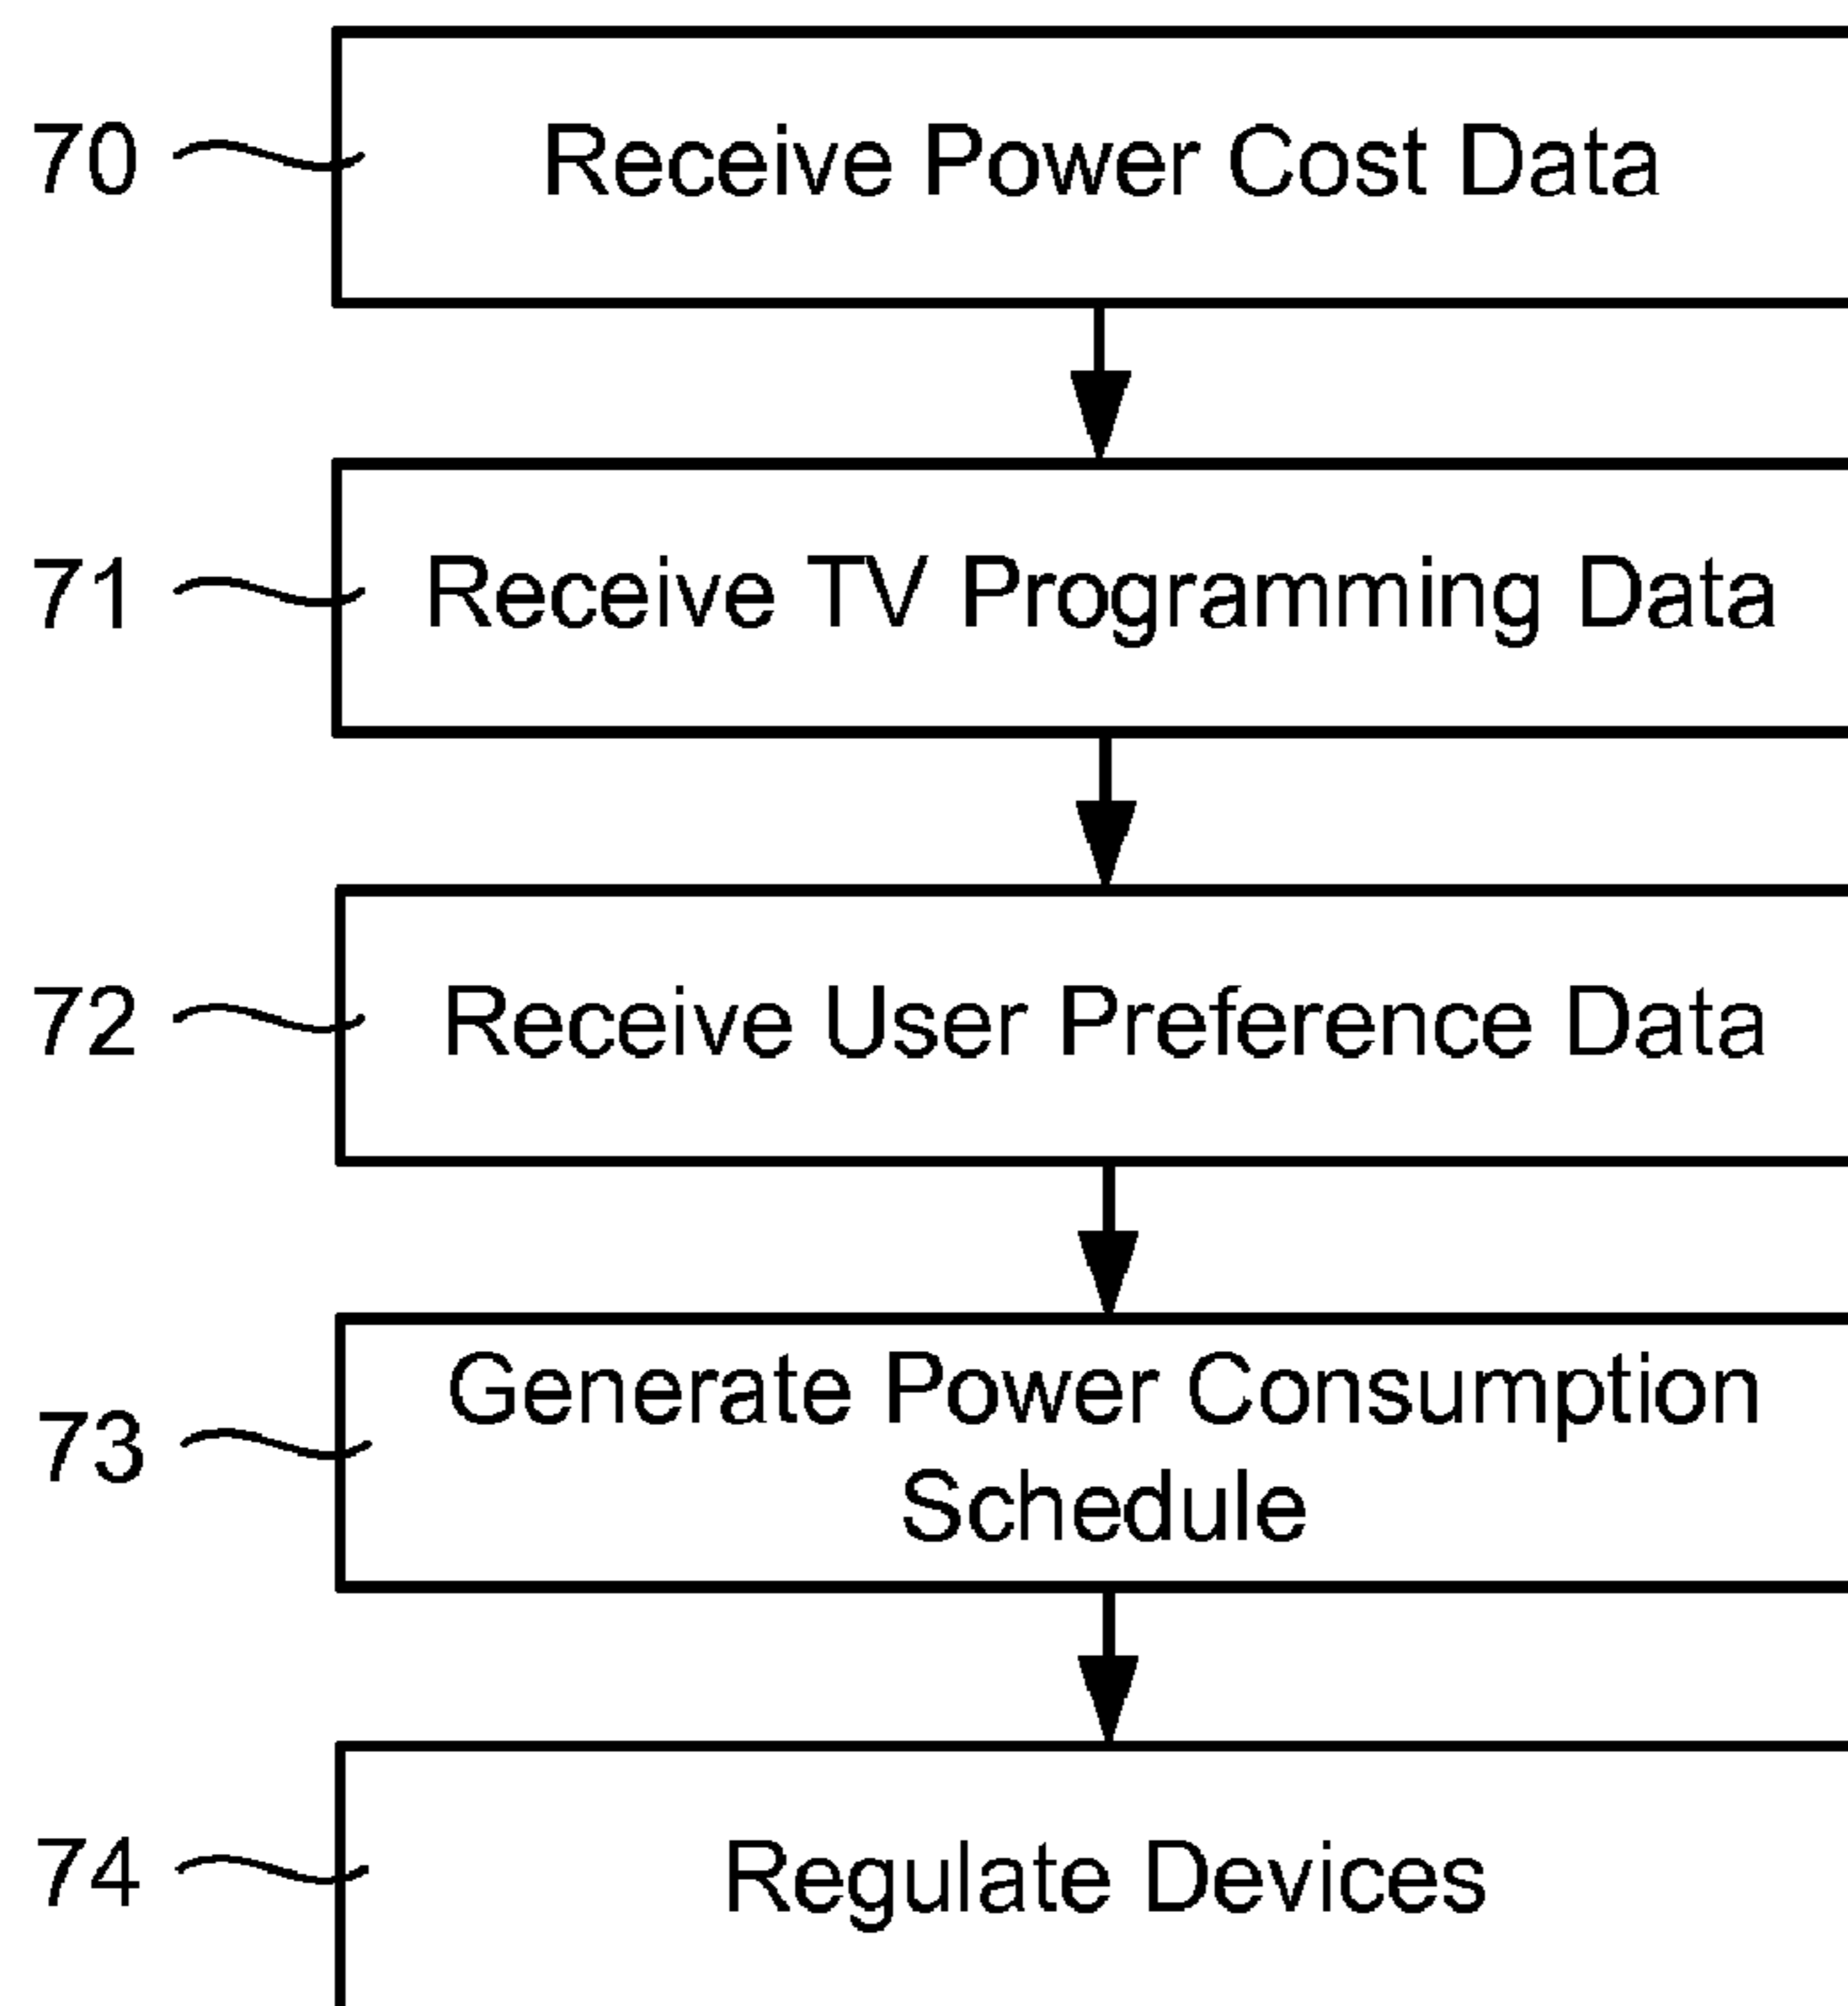 70
Receive Power Cost Data
71
Receive TV Programming Data
72
Receive User Preference Data
73
Generate Power Consumption
Schedule
74
Regulate Devices